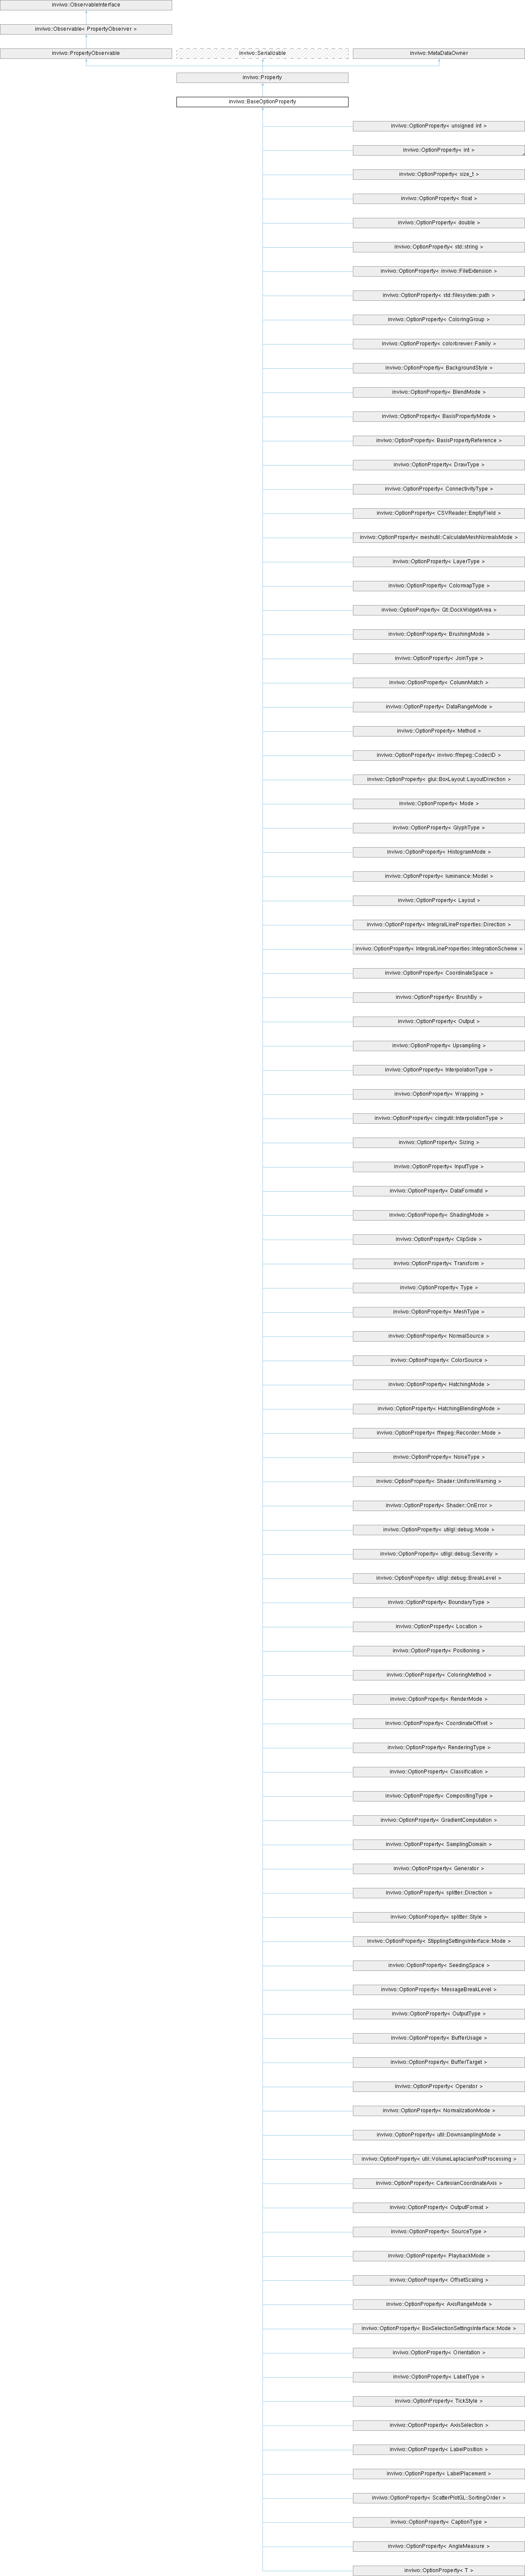 inviwo::ObservableInterface
inviwo::Observable< PropertyObserver >
inviwo::PropertyObservable
inviwo::Serializable
inviwo::MetaDataOwner
inviwo::Property
inviwo::BaseOptionProperty
inviwo::OptionProperty< unsigned int >
inviwo::OptionProperty< int >
inviwo::OptionProperty< size_t >
inviwo::OptionProperty< float >
inviwo::OptionProperty< double >
inviwo::OptionProperty< std::string >
inviwo::OptionProperty< inviwo::FileExtension >
inviwo::OptionProperty< std::filesystem::path >
inviwo::OptionProperty< ColoringGroup >
inviwo::OptionProperty< colorbrewer::Family >
inviwo::OptionProperty< BackgroundStyle >
inviwo::OptionProperty< BlendMode >
inviwo::OptionProperty< BasisPropertyMode >
inviwo::OptionProperty< BasisPropertyReference >
inviwo::OptionProperty< DrawType >
inviwo::OptionProperty< ConnectivityType >
inviwo::OptionProperty< CSVReader::EmptyField >
inviwo::OptionProperty< meshutil::CalculateMeshNormalsMode >
inviwo::OptionProperty< LayerType >
inviwo::OptionProperty< ColormapType >
inviwo::OptionProperty< Qt::DockWidgetArea >
inviwo::OptionProperty< BrushingMode >
inviwo::OptionProperty< JoinType >
inviwo::OptionProperty< ColumnMatch >
inviwo::OptionProperty< DataRangeMode >
inviwo::OptionProperty< Method >
inviwo::OptionProperty< inviwo::ffmpeg::CodecID >
inviwo::OptionProperty< glui::BoxLayout::LayoutDirection >
inviwo::OptionProperty< Mode >
inviwo::OptionProperty< GlyphType >
inviwo::OptionProperty< HistogramMode >
inviwo::OptionProperty< luminance::Model >
inviwo::OptionProperty< Layout >
inviwo::OptionProperty< IntegralLineProperties::Direction >
inviwo::OptionProperty< IntegralLineProperties::IntegrationScheme >
inviwo::OptionProperty< CoordinateSpace >
inviwo::OptionProperty< BrushBy >
inviwo::OptionProperty< Output >
inviwo::OptionProperty< Upsampling >
inviwo::OptionProperty< InterpolationType >
inviwo::OptionProperty< Wrapping >
inviwo::OptionProperty< cimgutil::InterpolationType >
inviwo::OptionProperty< Sizing >
inviwo::OptionProperty< InputType >
inviwo::OptionProperty< DataFormatId >
inviwo::OptionProperty< ShadingMode >
inviwo::OptionProperty< ClipSide >
inviwo::OptionProperty< Transform >
inviwo::OptionProperty< Type >
inviwo::OptionProperty< MeshType >
inviwo::OptionProperty< NormalSource >
inviwo::OptionProperty< ColorSource >
inviwo::OptionProperty< HatchingMode >
inviwo::OptionProperty< HatchingBlendingMode >
inviwo::OptionProperty< ffmpeg::Recorder::Mode >
inviwo::OptionProperty< NoiseType >
inviwo::OptionProperty< Shader::UniformWarning >
inviwo::OptionProperty< Shader::OnError >
inviwo::OptionProperty< utilgl::debug::Mode >
inviwo::OptionProperty< utilgl::debug::Severity >
inviwo::OptionProperty< utilgl::debug::BreakLevel >
inviwo::OptionProperty< BoundaryType >
inviwo::OptionProperty< Location >
inviwo::OptionProperty< Positioning >
inviwo::OptionProperty< ColoringMethod >
inviwo::OptionProperty< RenderMode >
inviwo::OptionProperty< CoordinateOffset >
inviwo::OptionProperty< RenderingType >
inviwo::OptionProperty< Classification >
inviwo::OptionProperty< CompositingType >
inviwo::OptionProperty< GradientComputation >
inviwo::OptionProperty< SamplingDomain >
inviwo::OptionProperty< Generator >
inviwo::OptionProperty< splitter::Direction >
inviwo::OptionProperty< splitter::Style >
inviwo::OptionProperty< StipplingSettingsInterface::Mode >
inviwo::OptionProperty< SeedingSpace >
inviwo::OptionProperty< MessageBreakLevel >
inviwo::OptionProperty< OutputType >
inviwo::OptionProperty< BufferUsage >
inviwo::OptionProperty< BufferTarget >
inviwo::OptionProperty< Operator >
inviwo::OptionProperty< NormalizationMode >
inviwo::OptionProperty< util::DownsamplingMode >
inviwo::OptionProperty< util::VolumeLaplacianPostProcessing >
inviwo::OptionProperty< CartesianCoordinateAxis >
inviwo::OptionProperty< OutputFormat >
inviwo::OptionProperty< SourceType >
inviwo::OptionProperty< PlaybackMode >
inviwo::OptionProperty< OffsetScaling >
inviwo::OptionProperty< AxisRangeMode >
inviwo::OptionProperty< BoxSelectionSettingsInterface::Mode >
inviwo::OptionProperty< Orientation >
inviwo::OptionProperty< LabelType >
inviwo::OptionProperty< TickStyle >
inviwo::OptionProperty< AxisSelection >
inviwo::OptionProperty< LabelPosition >
inviwo::OptionProperty< LabelPlacement >
inviwo::OptionProperty< ScatterPlotGL::SortingOrder >
inviwo::OptionProperty< CaptionType >
inviwo::OptionProperty< AngleMeasure >
inviwo::OptionProperty< T >